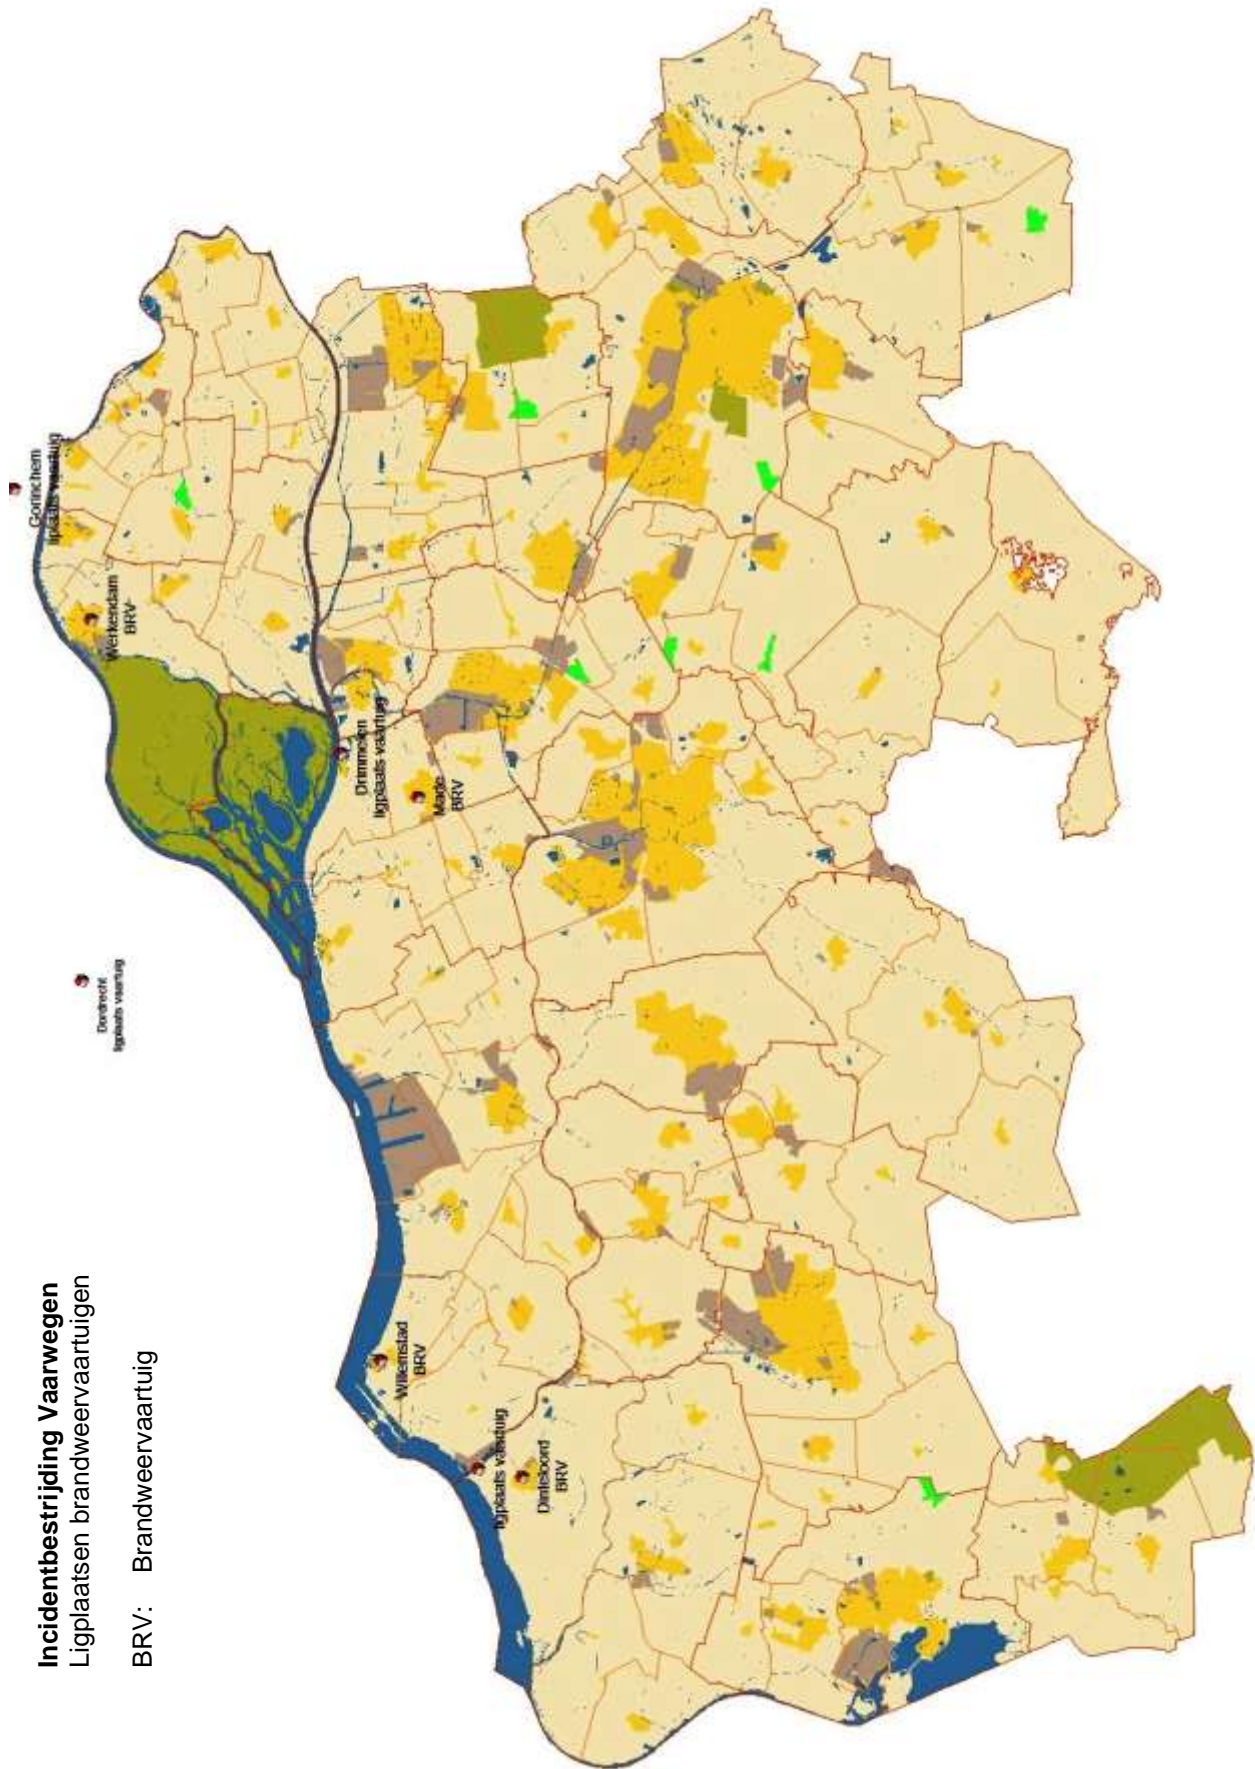 Incidentbestrijding Vaarwegen
Ligplaatsen brandweervaartuigen
BRV: Brandweervaartuig
Gorinchem
ligplaats vaartuig
Werkendam
BRV
Dordrecht
ligplaats vaartuig
Drimmelen
ligplaats vaartuig
Made
BRV
Willemstad
BRV
ligplaats vaartuig
Dinteloord
BRV